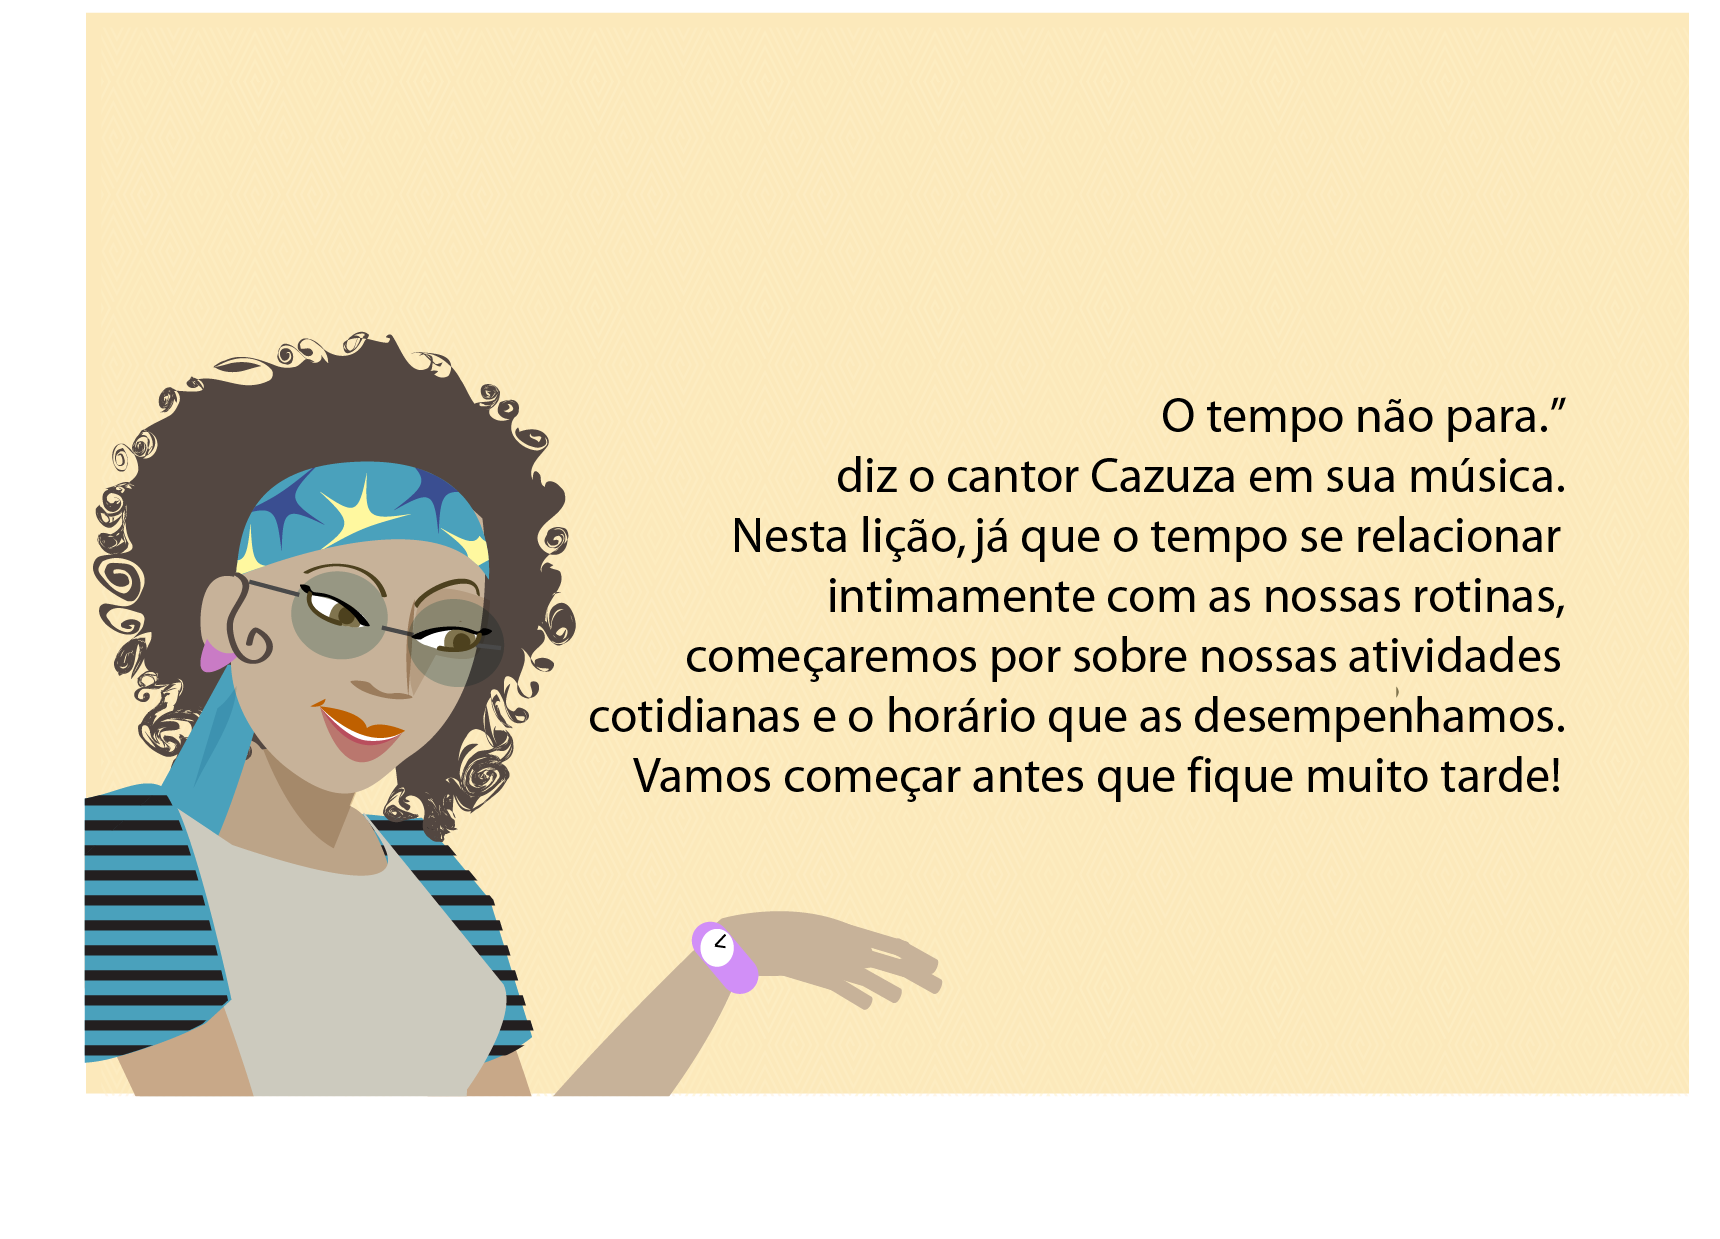 O tempo não para.”
diz o cantor Cazuza em sua música.
Nesta lição, já que o tempo se relacionar
intimamente com as nossas rotinas,
começaremos por sobre nossas atividades
cotidianas e o horário que as desempenhamos.
Vamos começar antes que fique muito tarde!